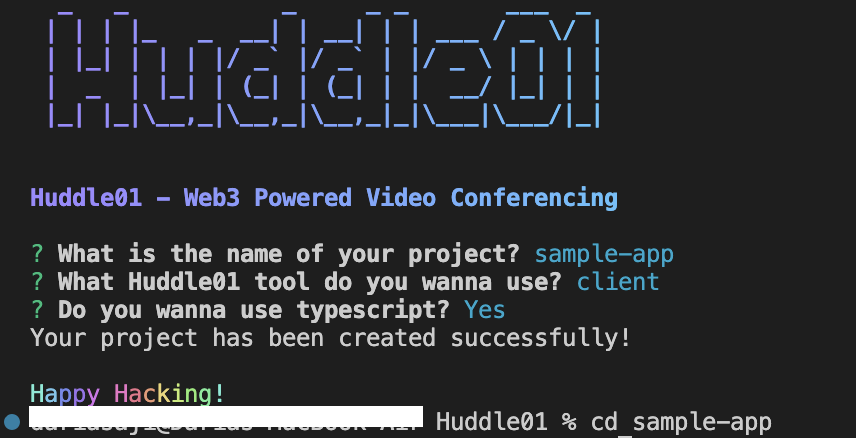 Huddle01
Huddle01 - Web3 Powered Video Conferencing
? What is the name of your project? sample-app
? What Huddle01 tool do you wanna use? client
? Do you wanna use typescript? Yes
Your project has been created successfully!
Happy Hacking!
Huddle01 % cd sample-app